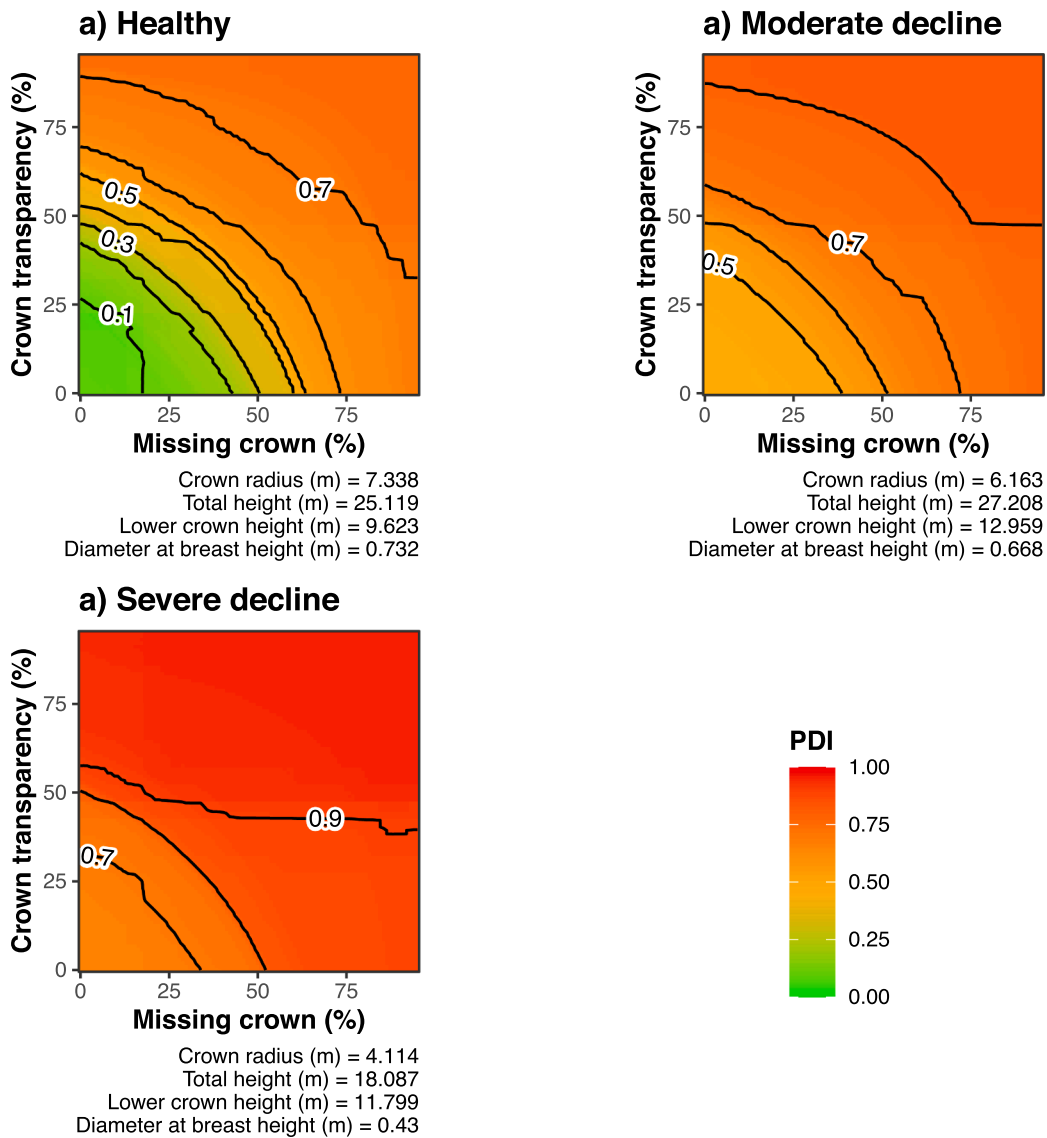 a) Healthy
Crown transparency (%)
75
50
25
0
0.7
0.5
0.3
0.1
0 25 50 75
Missing crown (%)
Crown radius (m) = 7.338
Total height (m) = 25.119
Lower crown height (m) = 9.623
Diameter at breast height (m) = 0.732
a) Moderate decline
Crown transparency (%)
75
50
25
0
0.7
0.5
0 25 50 75
Missing crown (%)
Crown radius (m) = 6.163
Total height (m) = 27.208
Lower crown height (m) = 12.959
Diameter at breast height (m) = 0.668
a) Severe decline
Crown transparency (%)
75
50
25
0
0.9
0.7
0 25 50 75
Missing crown (%)
Crown radius (m) = 4.114
Total height (m) = 18.087
Lower crown height (m) = 11.799
Diameter at breast height (m) = 0.43
PDI
1.00
0.75
0.50
0.25
0.00